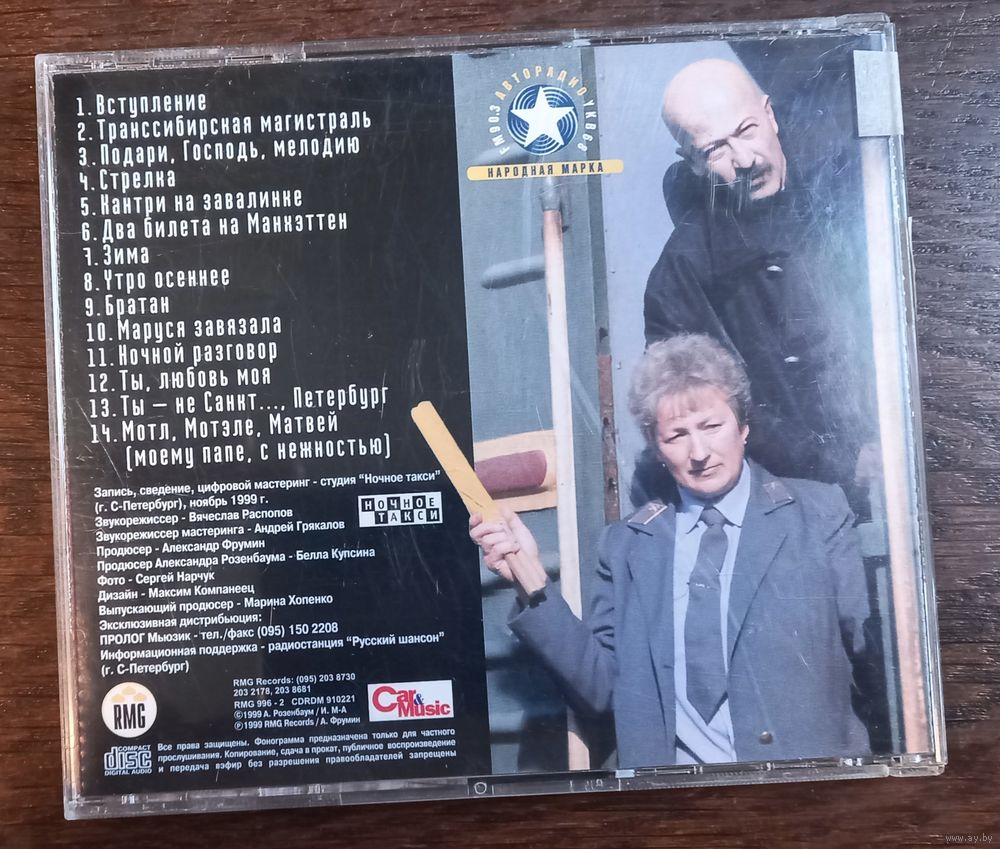 1. Вступление
2. Транссибирская магистраль
3. Подари, Господь, мелодию
4. Стрелка
5. Кантри на завалинке
6. Два билета на Манхэттен
7. Зима
8. Утро осеннее
9. Братан
10. Маруся завязала
11. Ночной разговор
12. Ты, любовь моя
13. Ты – не Санкт..., Петербург
14. Мотл, Мотэле, Матвей
(моему папе, с нежностью)
Запись, сведение, цифровой мастеринг - студия "Ночное такси"
(г. С-Петербург), ноябрь 1999 г.
Звукорежиссер - Вячеслав Распопов
Звукорежиссер мастеринга - Андрей Грякалов
Продюсер - Александр Фрумин
Продюсер Александра Розенбаума - Белла Купсина
Фото - Сергей Нарчук
Дизайн - Максим Компанеец
Выпускающий продюсер - Марина Хопенко
Эксклюзивная дистрибьюция:
ПРОЛОГ Мьюзик - тел./факс (095) 150 2208
Информационная поддержка - радиостанция "Русский шансон"
(г. С-Петербург)
НОЧНОЕ
ТАКСИ
RMG
RMG Records: (095) 203 8730
203 2178, 203 8681
RMG 996 - 2 CDRDM 910221
©1999 А. Розенбаум / И. М-А
℗1999 RMG Records / А. Фрумин
Car &
Music
COMPACT
disc
DIGITAL AUDIO
Все права защищены. Фонограмма предназначена только для частного
прослушивания. Копирование, сдача в прокат, публичное воспроизведение
и передача вэфир без разрешения правообладателей запрещены
FM90.3 АВТОРАДИО УКВ68
НАРОДНАЯ МАРКА
www.ay.by